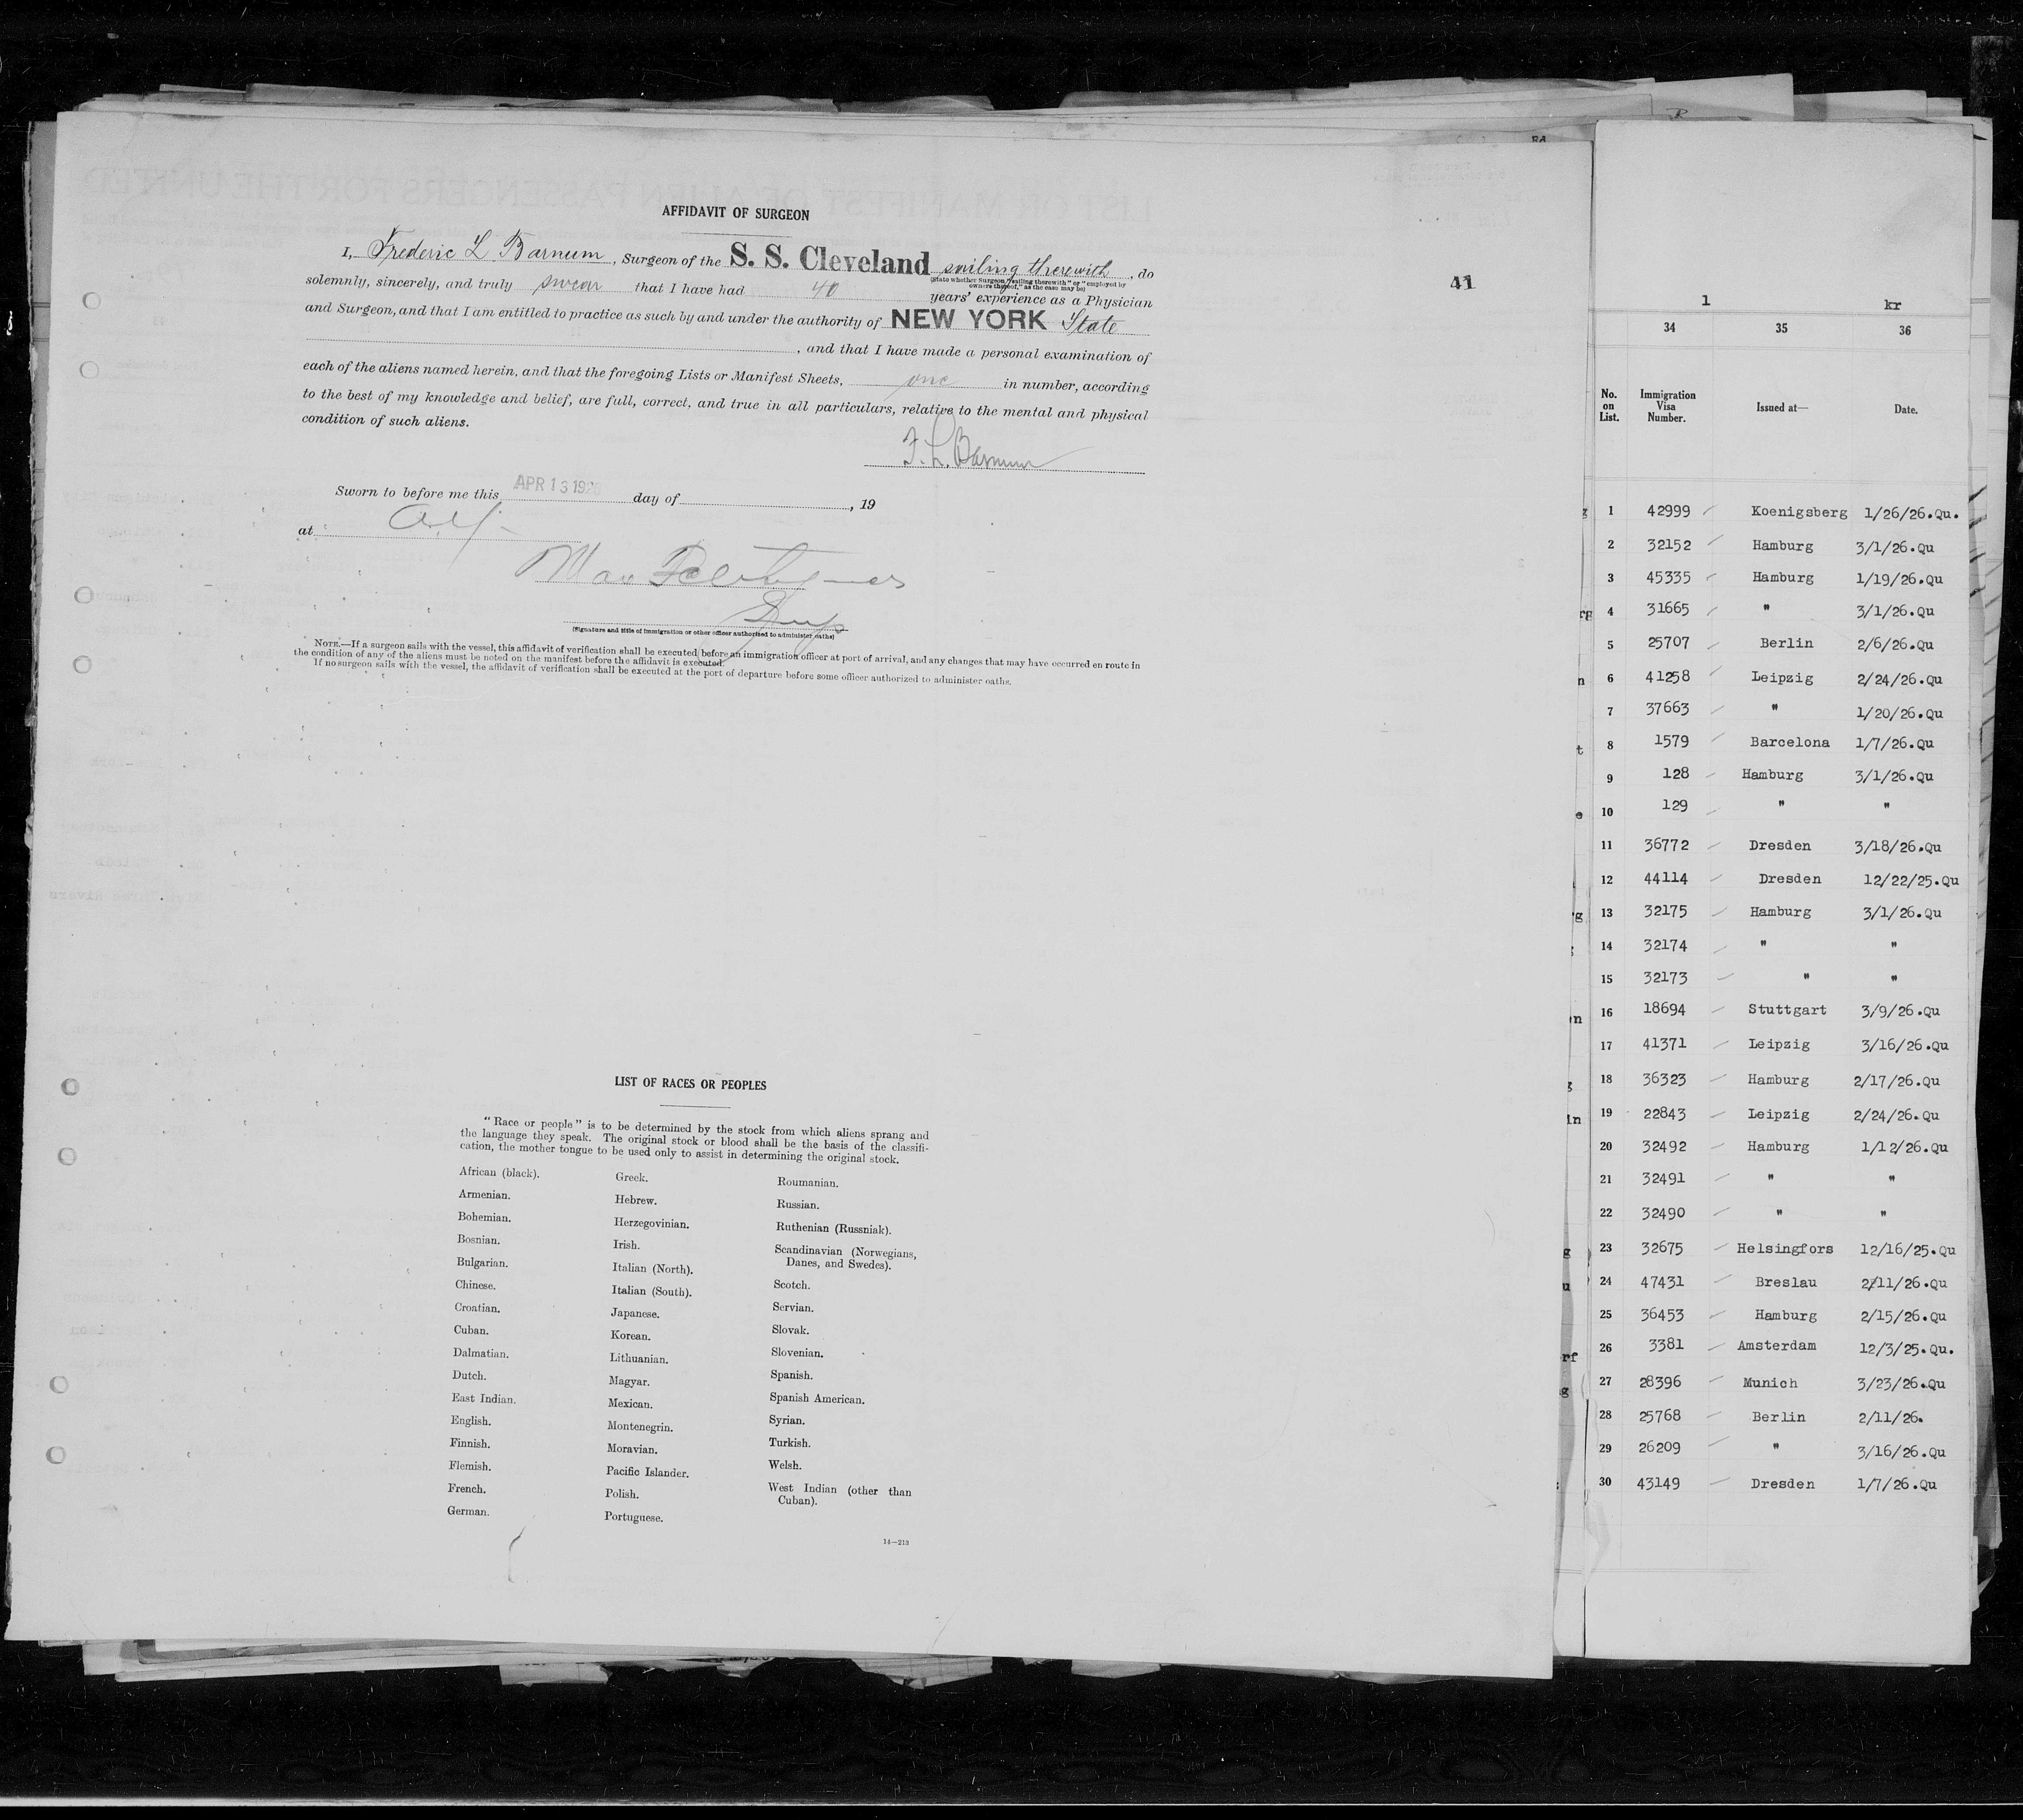 AFFIDAVIT OF SURGEON
I, Frederic L Barnum, Surgeon of the S. S. Cleveland sailing therewith, do
(State whether Surgeon "sailing therewith" or "employed by owners thereof," as the case may be)
solemnly, sincerely, and truly swear that I have had 40 years' experience as a Physician
and Surgeon, and that I am entitled to practice as such by and under the authority of NEW YORK State
, and that I have made a personal examination of
each of the aliens named herein, and that the foregoing Lists or Manifest Sheets, one in number, according
to the best of my knowledge and belief, are full, correct, and true in all particulars, relative to the mental and physical
condition of such aliens.
F. L. Barnum
Sworn to before me this APR 13 192 day of , 19
at
(Signature and title of immigration or other officer authorized to administer oaths)
NOTE.—If a surgeon sails with the vessel, this affidavit of verification shall be executed before an immigration officer at port of arrival, and any changes that may have occurred en route in
the condition of any of the aliens must be noted on the manifest before the affidavit is executed.
If no surgeon sails with the vessel, the affidavit of verification shall be executed at the port of departure before some officer authorized to administer oaths.
41
LIST OF RACES OR PEOPLES
"Race or people" is to be determined by the stock from which aliens sprang and
the language they speak. The original stock or blood shall be the basis of the classifi-
cation, the mother tongue to be used only to assist in determining the original stock.
African (black).
Armenian.
Bohemian.
Bosnian.
Bulgarian.
Chinese.
Croatian.
Cuban.
Dalmatian.
Dutch.
East Indian.
English.
Finnish.
Flemish.
French.
German.
Greek.
Hebrew.
Herzegovinian.
Irish.
Italian (North).
Italian (South).
Japanese.
Korean.
Lithuanian.
Magyar.
Mexican.
Montenegrin.
Moravian.
Pacific Islander.
Polish.
Portuguese.
Roumanian.
Russian.
Ruthenian (Russniak).
Scandinavian (Norwegians,
Danes, and Swedes).
Scotch.
Servian.
Slovak.
Slovenian.
Spanish.
Spanish American.
Syrian.
Turkish.
Welsh.
West Indian (other than
Cuban).
14—213
1 kr
34 35 36
No. on List. Immigration Visa Number. Issued at— Date.
1 42999 Koenigsberg 1/26/26.Qu.
2 32152 Hamburg 3/1/26.Qu
3 45335 Hamburg 1/19/26.Qu
4 31665 " 3/1/26.Qu
5 25707 Berlin 2/6/26.Qu
6 41258 Leipzig 2/24/26.Qu
7 37663 " 1/20/26.Qu
8 1579 Barcelona 1/7/26.Qu
9 128 Hamburg 3/1/26.Qu
10 129 " "
11 36772 Dresden 3/18/26.Qu
12 44114 Dresden 12/22/25.Qu
13 32175 Hamburg 3/1/26.Qu
14 32174 " "
15 32173 " "
16 18694 Stuttgart 3/9/26.Qu
17 41371 Leipzig 3/16/26.Qu
18 36323 Hamburg 2/17/26.Qu
19 22843 Leipzig 2/24/26.Qu
20 32492 Hamburg 1/12/26.Qu
21 32491 " "
22 32490 " "
23 32675 Helsingfors 12/16/25.Qu
24 47431 Breslau 2/11/26.Qu
25 36453 Hamburg 2/15/26.Qu
26 3381 Amsterdam 12/3/25.Qu.
27 28396 Munich 3/23/26.Qu
28 25768 Berlin 2/11/26.
29 26209 " 3/16/26.Qu
30 43149 Dresden 1/7/26.Qu